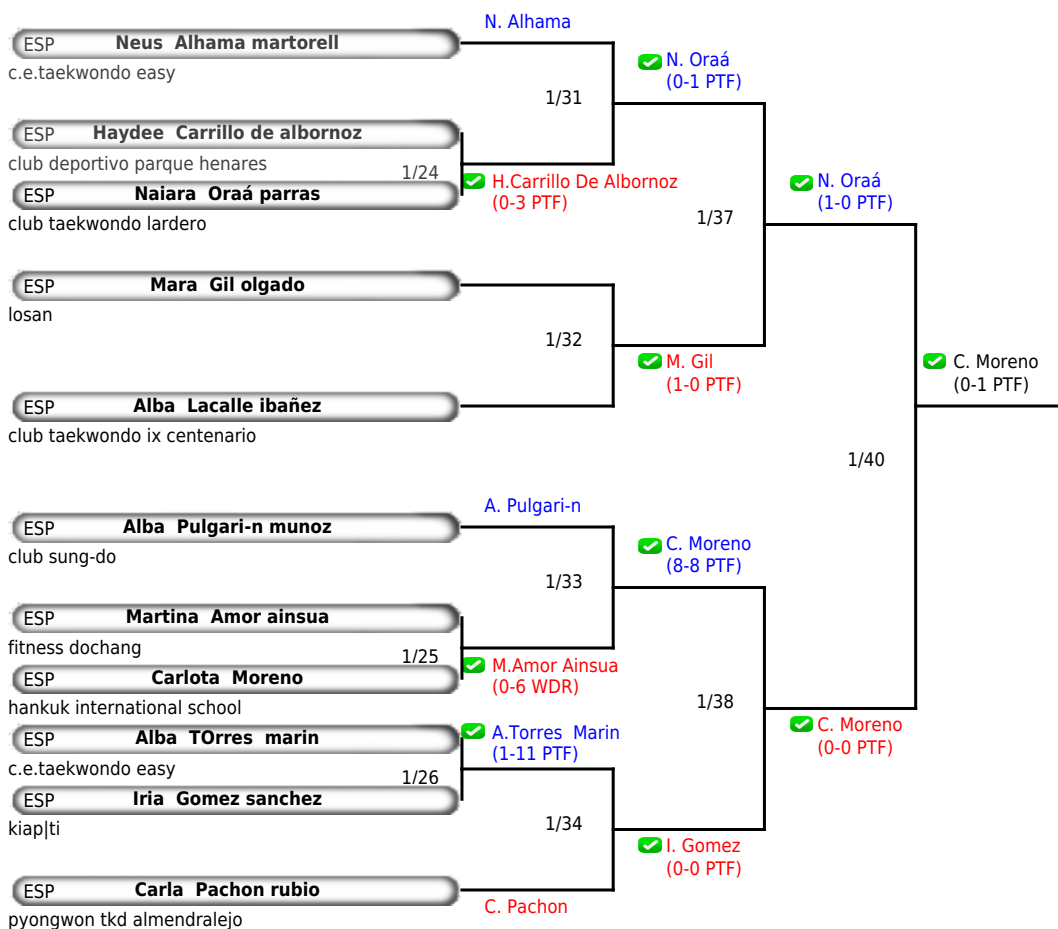 N. Alhama
ESP Neus Alhama martorell
c.e.taekwondo easy
N. Oraá
(0-1 PTF)
1/31
ESP Haydee Carrillo de albornoz
club deportivo parque henares
1/24
H.Carrillo De Albornoz
(0-3 PTF)
ESP Naiara Oraá parras
club taekwondo lardero
N. Oraá
(1-0 PTF)
1/37
ESP Mara Gil olgado
losan
1/32
M. Gil
(1-0 PTF)
C. Moreno
(0-1 PTF)
ESP Alba Lacalle ibañez
club taekwondo ix centenario
1/40
A. Pulgari-n
ESP Alba Pulgari-n munoz
club sung-do
C. Moreno
(8-8 PTF)
1/33
ESP Martina Amor ainsua
fitness dochang
1/25
M.Amor Ainsua
(0-6 WDR)
ESP Carlota Moreno
hankuk international school
1/38
C. Moreno
(0-0 PTF)
ESP Alba TOrres marin
c.e.taekwondo easy
A.Torres Marin
(1-11 PTF)
1/26
ESP Iria Gomez sanchez
kiap|ti
1/34
I. Gomez
(0-0 PTF)
ESP Carla Pachon rubio
pyongwon tkd almendralejo
C. Pachon